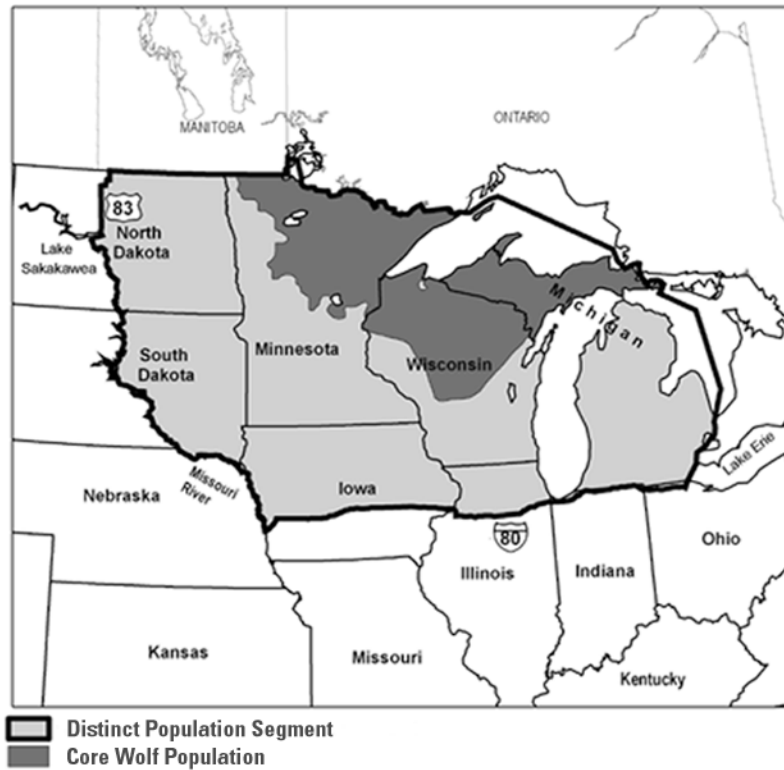 MANITOBA
ONTARIO
83
North
Dakota
Lake
Sakakawea
Michigan
South
Dakota
Minnesota
Wisconsin
Lake Erie
Missouri
River
Nebraska
Iowa
80
Ohio
Illinois
Indiana
Kansas
Missouri
Kentucky
Distinct Population Segment
Core Wolf Population